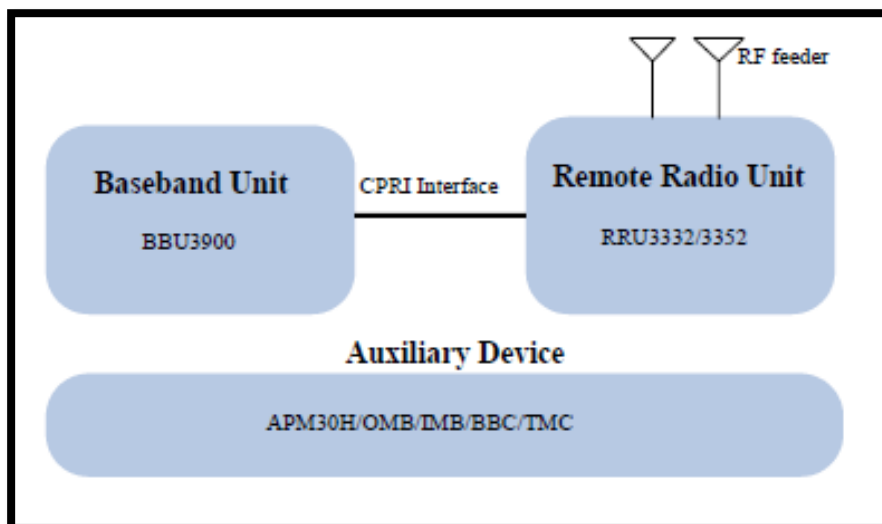 RF feeder
Baseband Unit
BBU3900
CPRI Interface
Remote Radio Unit
RRU3332/3352
Auxiliary Device
APM30H/OMB/IMB/BBC/TMC